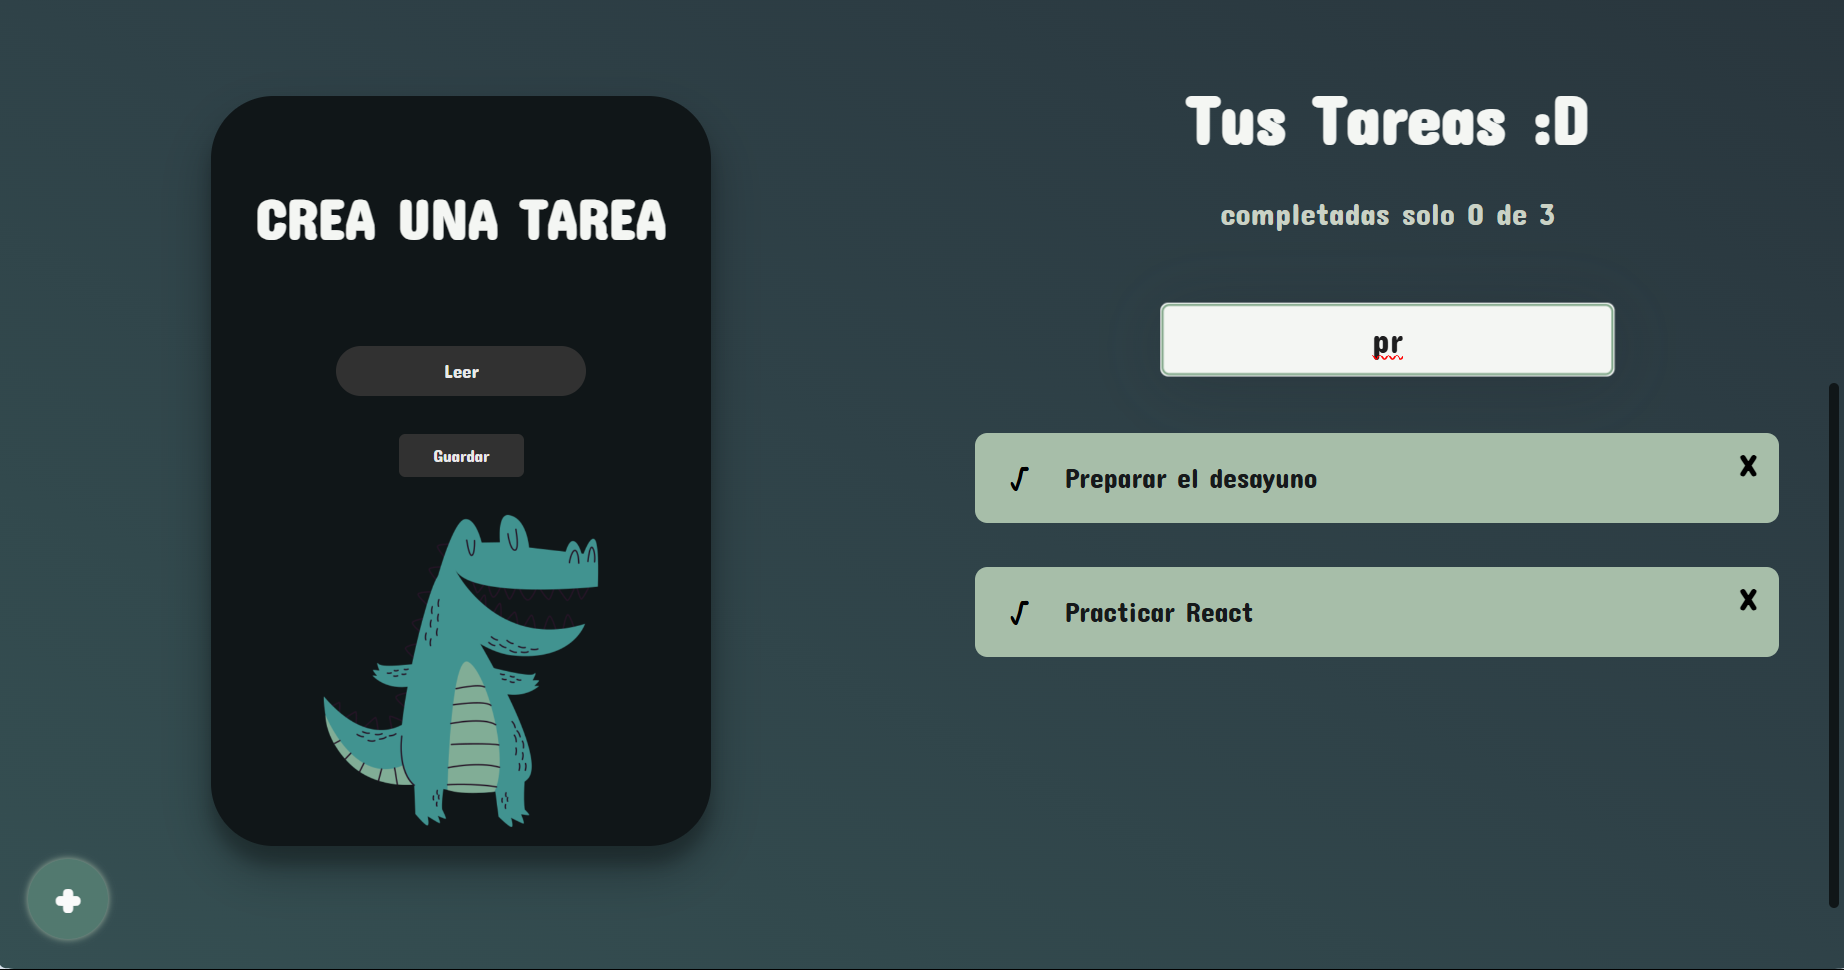 CREA UNA TAREA
Leer
Guardar
Tus Tareas :D
completadas solo 0 de 3
pr
√ Preparar el desayuno X
√ Practicar React X
+